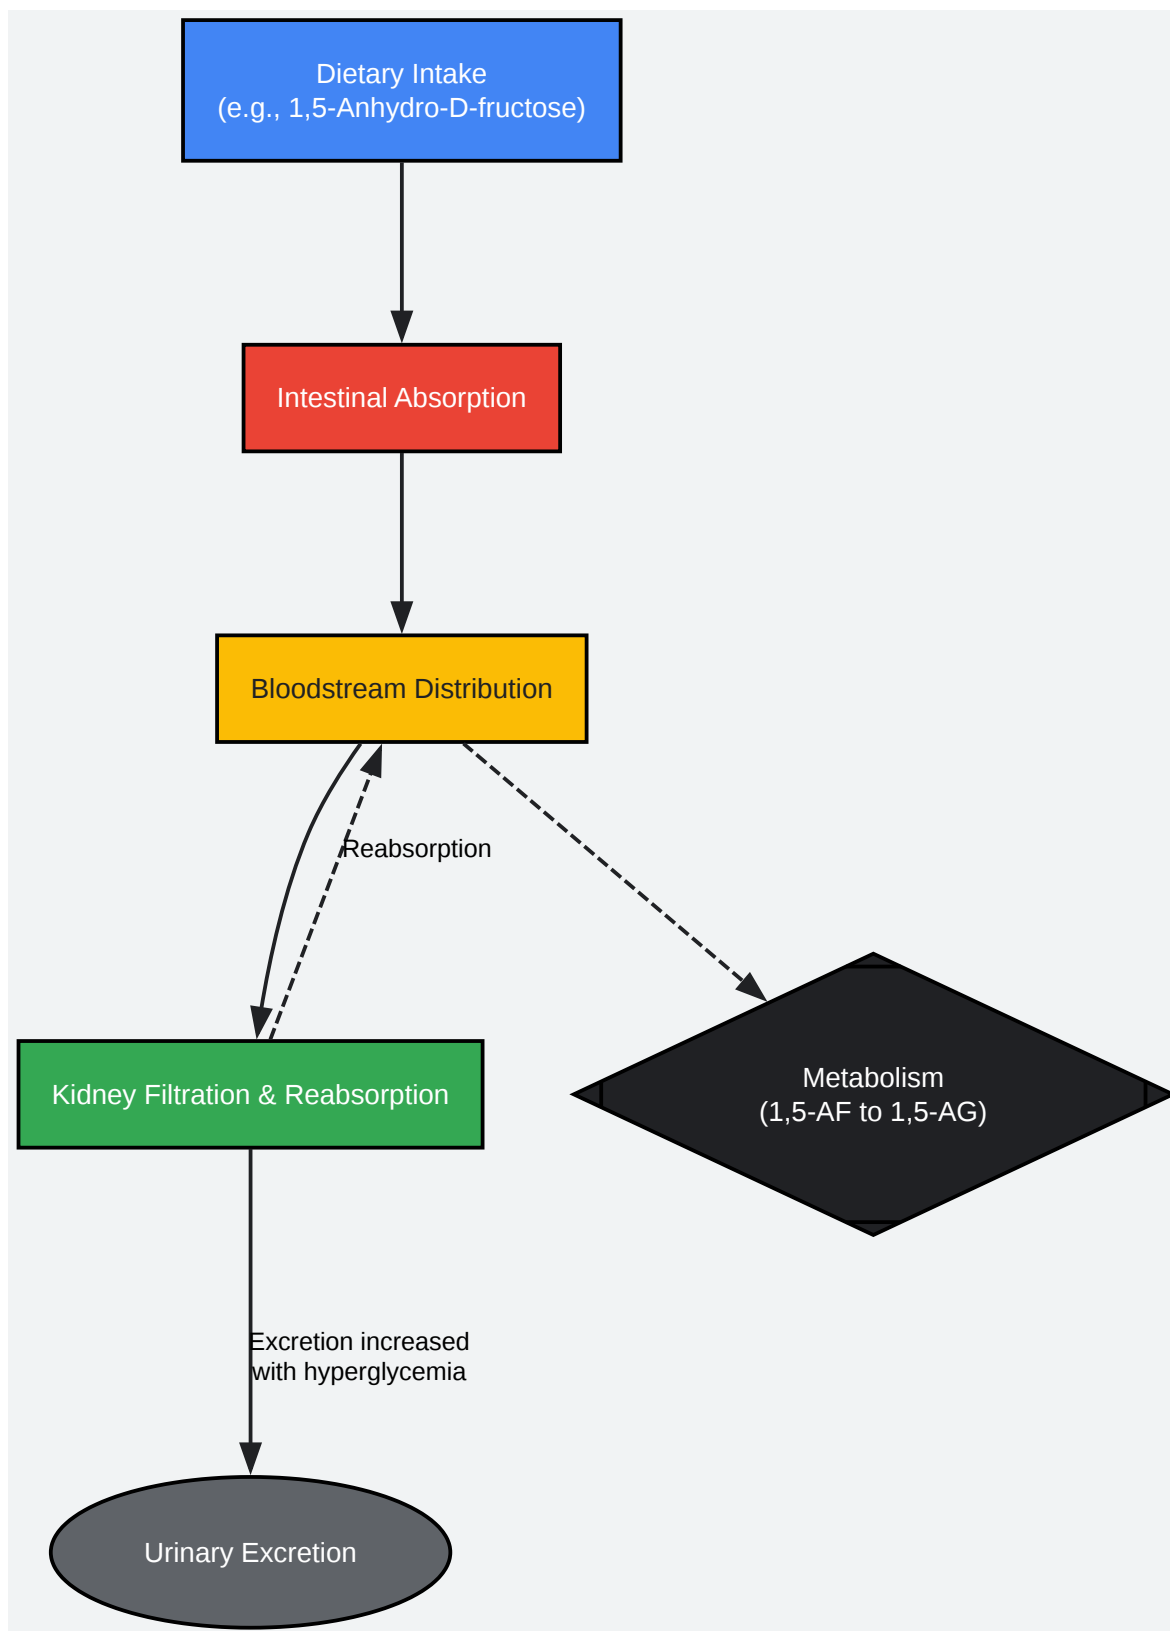 Dietary Intake
(e.g., 1,5-Anhydro-D-fructose)
Intestinal Absorption
Bloodstream Distribution
Reabsorption
Kidney Filtration & Reabsorption
Metabolism
(1,5-AF to 1,5-AG)
Excretion increased
with hyperglycemia
Urinary Excretion